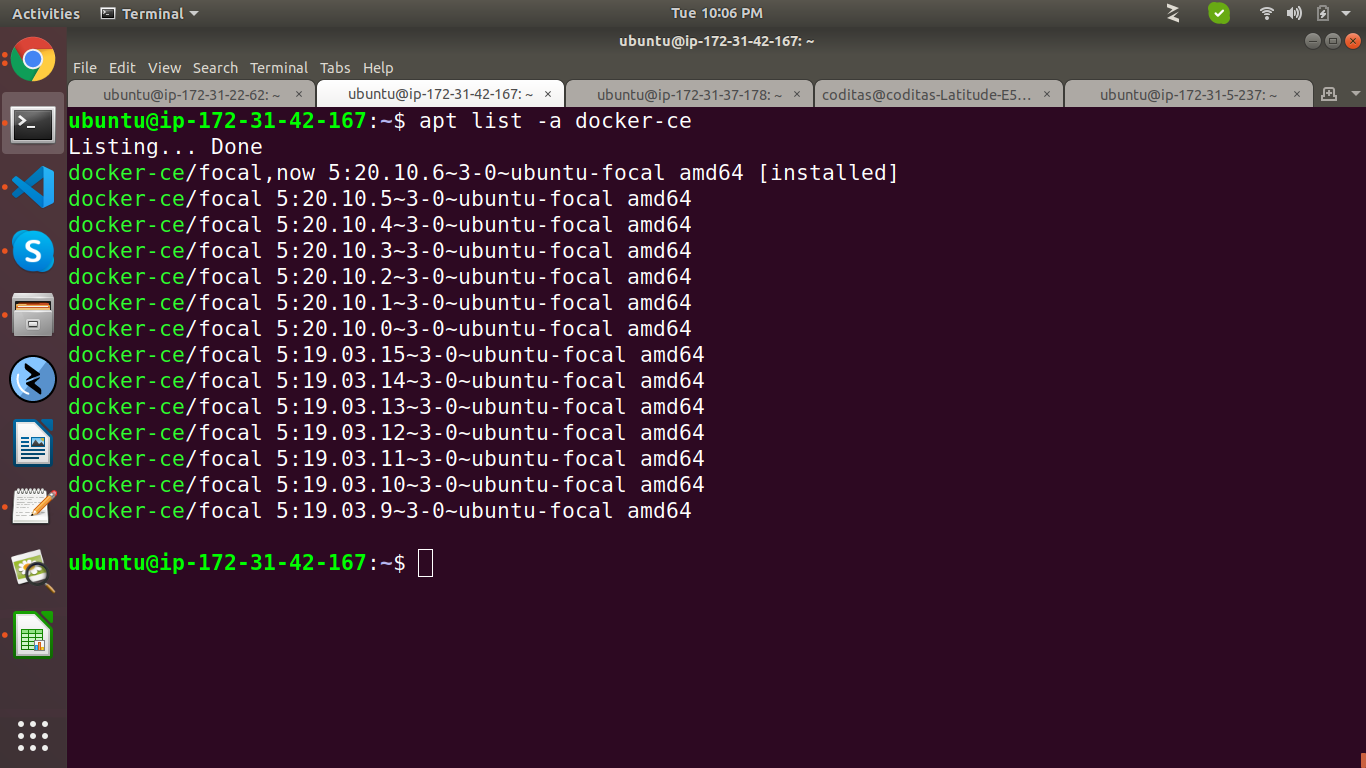 Activities Terminal Tue 10:06 PM
ubuntu@ip-172-31-42-167: ~
File Edit View Search Terminal Tabs Help
ubuntu@ip-172-31-22-62: ~ × ubuntu@ip-172-31-42-167: ~ × ubuntu@ip-172-31-37-178: ~ × coditas@coditas-Latitude-E5... × ubuntu@ip-172-31-5-237: ~ ×
ubuntu@ip-172-31-42-167:~$ apt list -a docker-ce
Listing... Done
docker-ce/focal,now 5:20.10.6~3-0~ubuntu-focal amd64 [installed]
docker-ce/focal 5:20.10.5~3-0~ubuntu-focal amd64
docker-ce/focal 5:20.10.4~3-0~ubuntu-focal amd64
docker-ce/focal 5:20.10.3~3-0~ubuntu-focal amd64
docker-ce/focal 5:20.10.2~3-0~ubuntu-focal amd64
docker-ce/focal 5:20.10.1~3-0~ubuntu-focal amd64
docker-ce/focal 5:20.10.0~3-0~ubuntu-focal amd64
docker-ce/focal 5:19.03.15~3-0~ubuntu-focal amd64
docker-ce/focal 5:19.03.14~3-0~ubuntu-focal amd64
docker-ce/focal 5:19.03.13~3-0~ubuntu-focal amd64
docker-ce/focal 5:19.03.12~3-0~ubuntu-focal amd64
docker-ce/focal 5:19.03.11~3-0~ubuntu-focal amd64
docker-ce/focal 5:19.03.10~3-0~ubuntu-focal amd64
docker-ce/focal 5:19.03.9~3-0~ubuntu-focal amd64
ubuntu@ip-172-31-42-167:~$